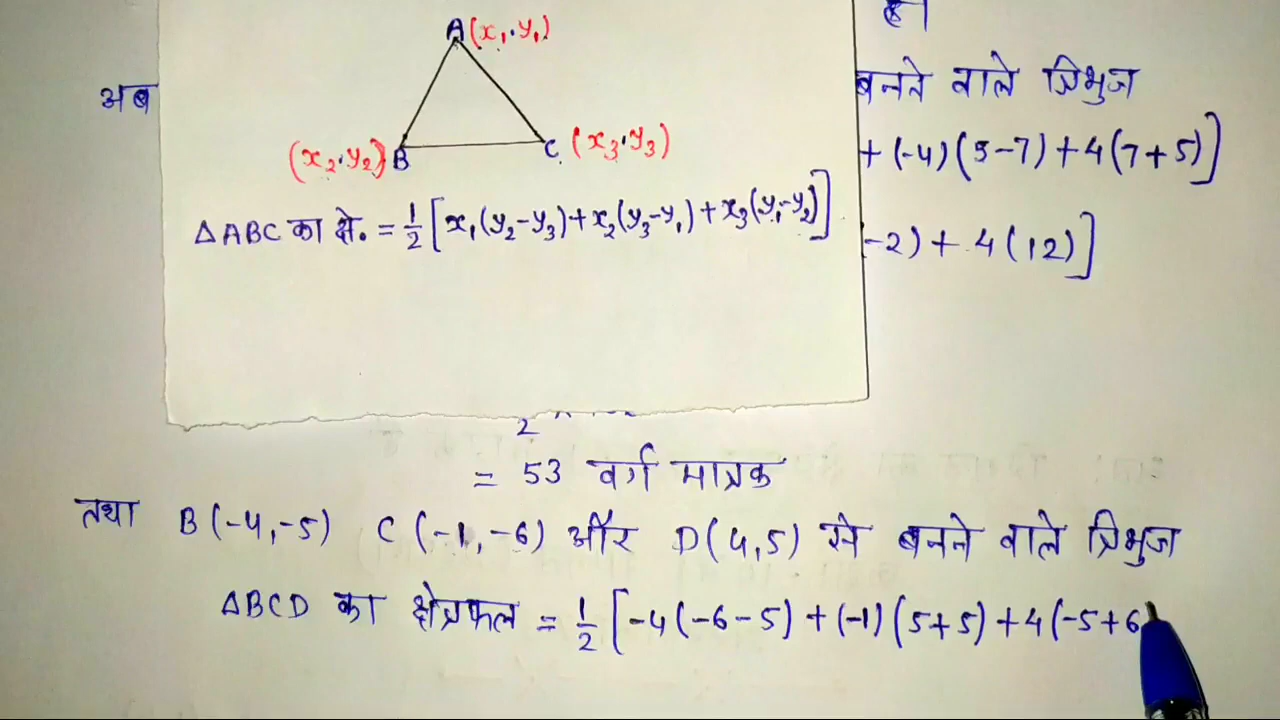 है।
A(x₁, y₁)
अब
बनने वाले त्रिभुज
+ (-4)(5-7) + 4(7+5)]
(x₂, y₂) B
C (x₃, y₃)
ΔABC का क्षे. = 1/2 [x₁(y₂-y₃)+x₂(y₃-y₁)+x₃(y₁-y₂)]
-2) + 4(12)]
2
= 53 वर्ग मात्रक
तथा B(-4,-5) C(-1,-6) और D(4,5) से बनने वाले त्रिभुज
ΔBCD का क्षेत्रफल = 1/2 [-4(-6-5)+(-1)(5+5)+4(-5+6)